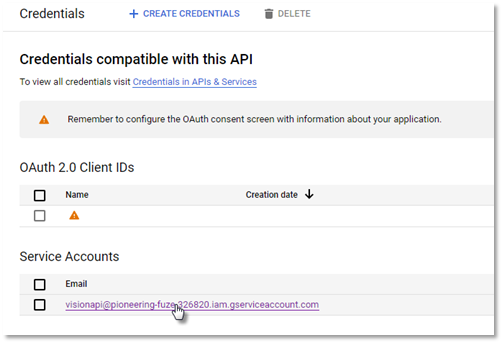 Credentials + CREATE CREDENTIALS DELETE
Credentials compatible with this API
To view all credentials visit Credentials in APIs & Services
Remember to configure the OAuth consent screen with information about your application.
OAuth 2.0 Client IDs
Name Creation date
Service Accounts
Email
visionapi@pioneering-fuze-326820.iam.gserviceaccount.com